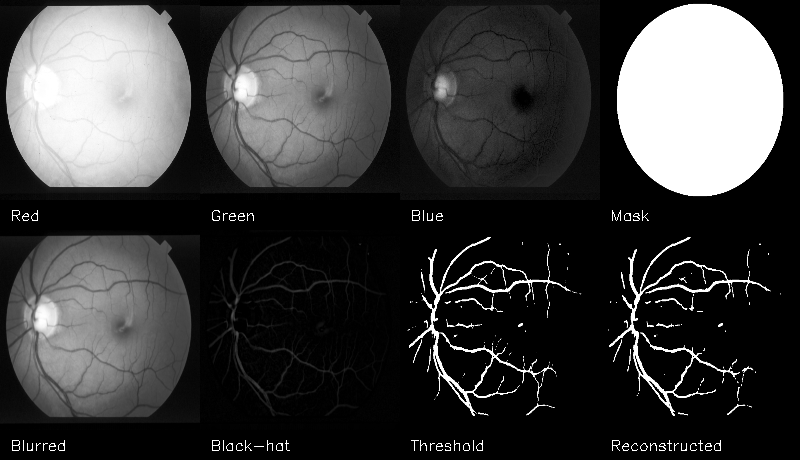 Red
Green
Blue
Mask
Blurred
Black-hat
Threshold
Reconstructed